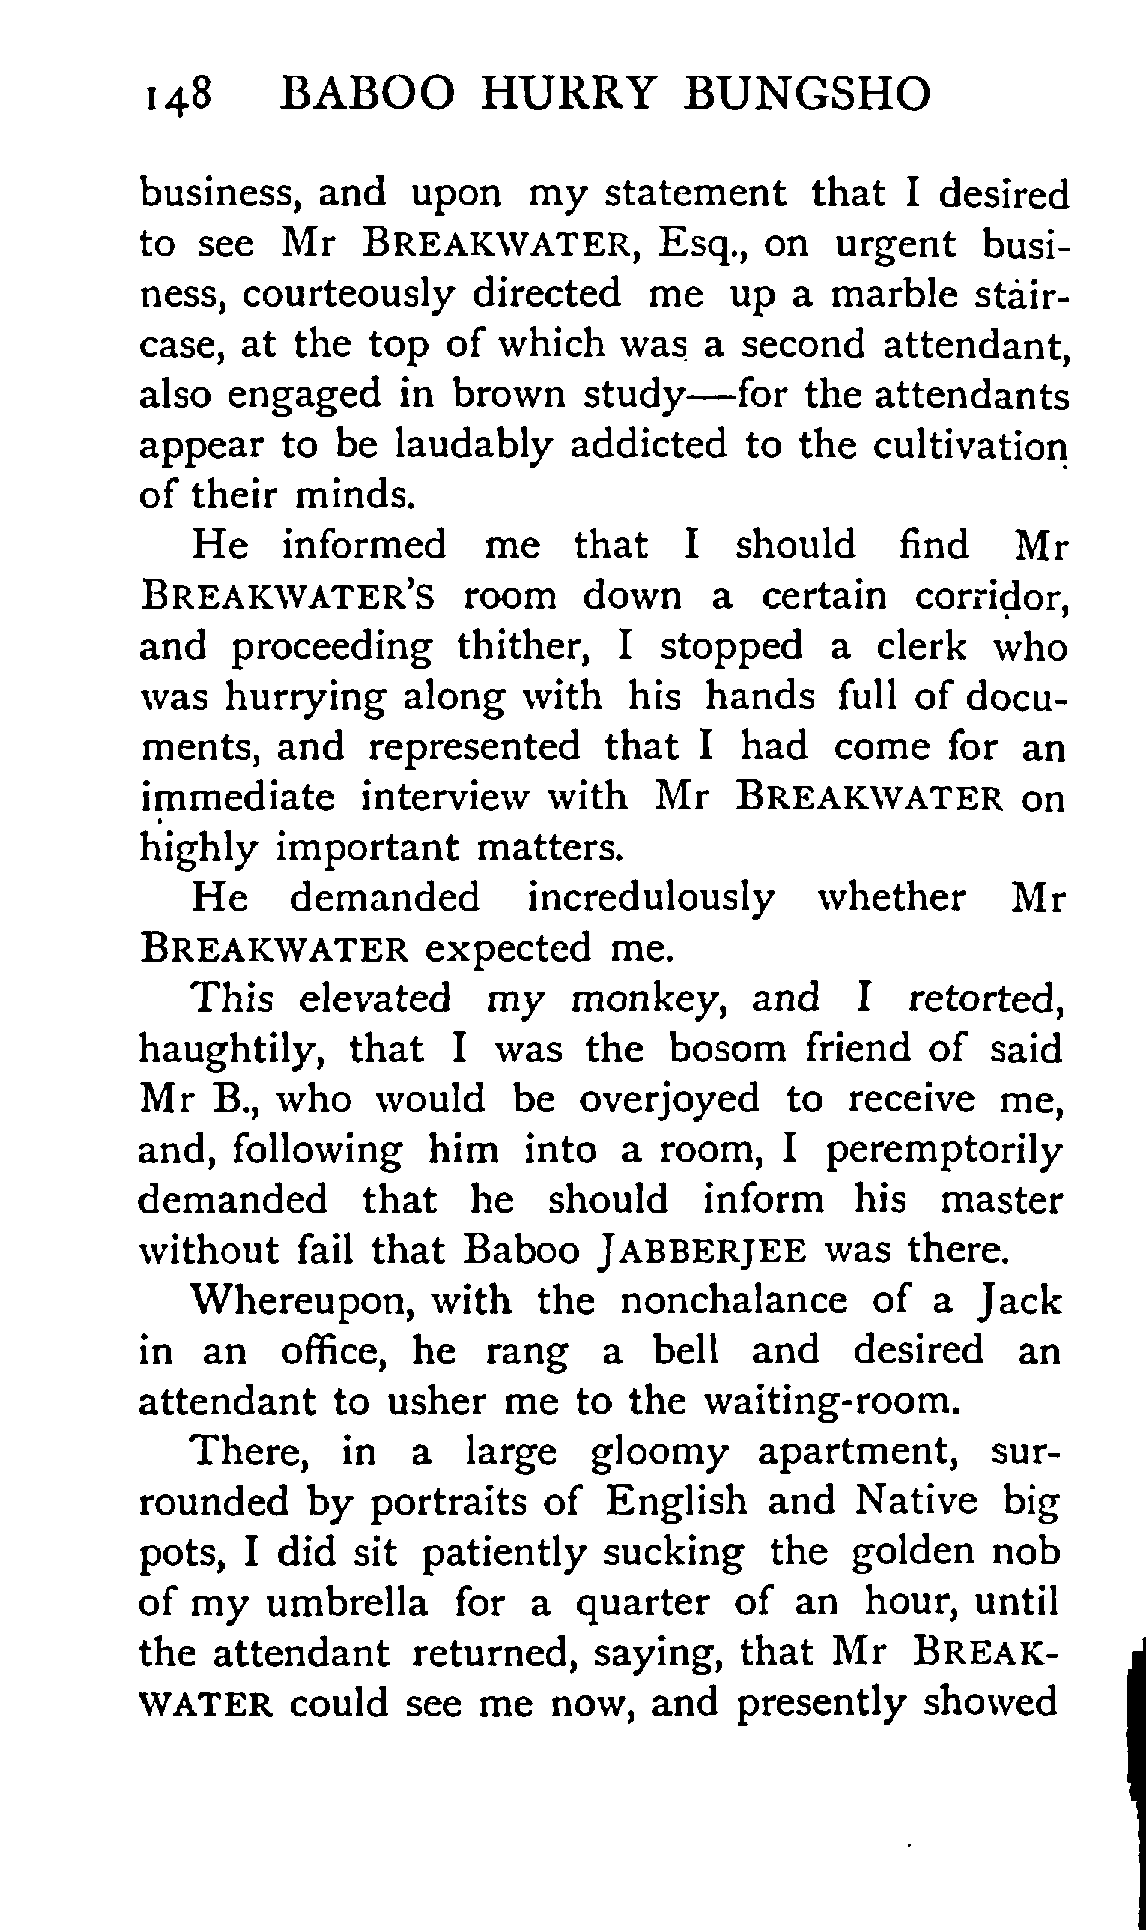 148 BABOO HURRY BUNGSHO
business, and upon my statement that I desired
to see Mr BREAKWATER, Esq., on urgent busi-
ness, courteously directed me up a marble stair-
case, at the top of which was a second attendant,
also engaged in brown study—for the attendants
appear to be laudably addicted to the cultivation
of their minds.
He informed me that I should find Mr
BREAKWATER'S room down a certain corridor,
and proceeding thither, I stopped a clerk who
was hurrying along with his hands full of docu-
ments, and represented that I had come for an
immediate interview with Mr BREAKWATER on
highly important matters.
He demanded incredulously whether Mr
BREAKWATER expected me.
This elevated my monkey, and I retorted,
haughtily, that I was the bosom friend of said
Mr B., who would be overjoyed to receive me,
and, following him into a room, I peremptorily
demanded that he should inform his master
without fail that Baboo JABBERJEE was there.
Whereupon, with the nonchalance of a Jack
in an office, he rang a bell and desired an
attendant to usher me to the waiting-room.
There, in a large gloomy apartment, sur-
rounded by portraits of English and Native big
pots, I did sit patiently sucking the golden nob
of my umbrella for a quarter of an hour, until
the attendant returned, saying, that Mr BREAK-
WATER could see me now, and presently showed